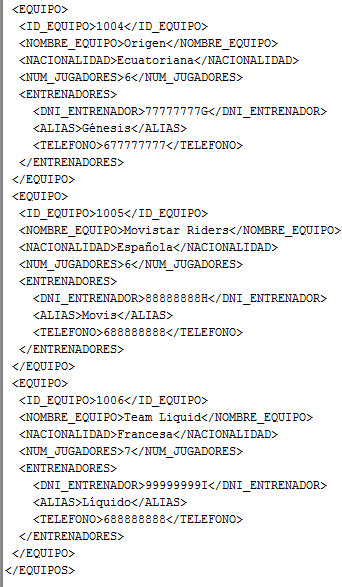 <EQUIPO>
<ID_EQUIPO>1004</ID_EQUIPO>
<NOMBRE_EQUIPO>Origen</NOMBRE_EQUIPO>
<NACIONALIDAD>Ecuatoriana</NACIONALIDAD>
<NUM_JUGADORES>6</NUM_JUGADORES>
<ENTRENADORES>
<DNI_ENTRENADOR>77777777G</DNI_ENTRENADOR>
<ALIAS>Génesis</ALIAS>
<TELEFONO>677777777</TELEFONO>
</ENTRENADORES>
</EQUIPO>
<EQUIPO>
<ID_EQUIPO>1005</ID_EQUIPO>
<NOMBRE_EQUIPO>Movistar Riders</NOMBRE_EQUIPO>
<NACIONALIDAD>Española</NACIONALIDAD>
<NUM_JUGADORES>6</NUM_JUGADORES>
<ENTRENADORES>
<DNI_ENTRENADOR>88888888H</DNI_ENTRENADOR>
<ALIAS>Movis</ALIAS>
<TELEFONO>688888888</TELEFONO>
</ENTRENADORES>
</EQUIPO>
<EQUIPO>
<ID_EQUIPO>1006</ID_EQUIPO>
<NOMBRE_EQUIPO>Team Liquid</NOMBRE_EQUIPO>
<NACIONALIDAD>Francesa</NACIONALIDAD>
<NUM_JUGADORES>7</NUM_JUGADORES>
<ENTRENADORES>
<DNI_ENTRENADOR>99999999I</DNI_ENTRENADOR>
<ALIAS>Líquido</ALIAS>
<TELEFONO>688888888</TELEFONO>
</ENTRENADORES>
</EQUIPO>
</EQUIPOS>